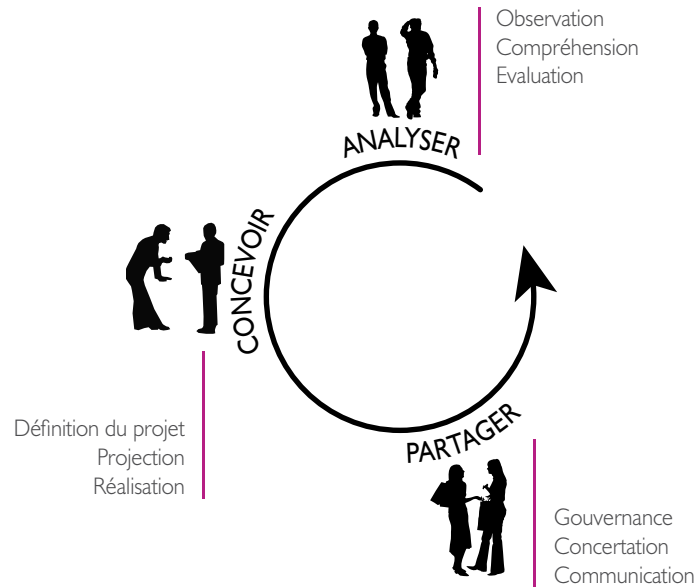 Observation
Compréhension
Evaluation
ANALYSER
CONCEVOIR
Définition du projet
Projection
Réalisation
PARTAGER
Gouvernance
Concertation
Communication